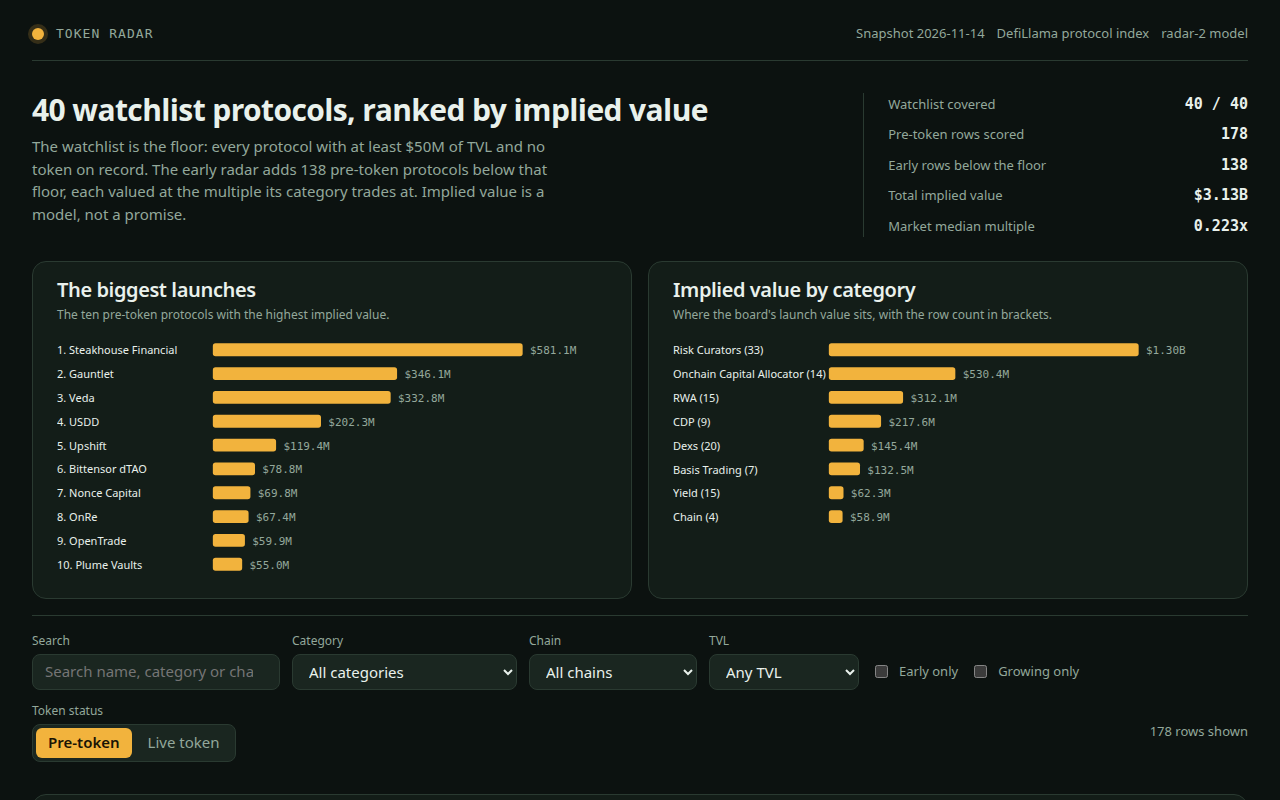 TOKEN RADAR
Snapshot 2026-11-14 DefiLlama protocol index radar-2 model
40 watchlist protocols, ranked by implied value
The watchlist is the floor: every protocol with at least $50M of TVL and no
token on record. The early radar adds 138 pre-token protocols below that
floor, each valued at the multiple its category trades at. Implied value is a
model, not a promise.
Watchlist covered 40 / 40
Pre-token rows scored 178
Early rows below the floor 138
Total implied value $3.13B
Market median multiple 0.223x
The biggest launches
The ten pre-token protocols with the highest implied value.
1. Steakhouse Financial $581.1M
2. Gauntlet $346.1M
3. Veda $332.8M
4. USDD $202.3M
5. Upshift $119.4M
6. Bittensor dTAO $78.8M
7. Nonce Capital $69.8M
8. OnRe $67.4M
9. OpenTrade $59.9M
10. Plume Vaults $55.0M
Implied value by category
Where the board's launch value sits, with the row count in brackets.
Risk Curators (33) $1.30B
Onchain Capital Allocator (14) $530.4M
RWA (15) $312.1M
CDP (9) $217.6M
Dexs (20) $145.4M
Basis Trading (7) $132.5M
Yield (15) $62.3M
Chain (4) $58.9M
Search Category Chain TVL
Search name, category or cha All categories All chains Any TVL Early only Growing only
Token status
Pre-token Live token 178 rows shown